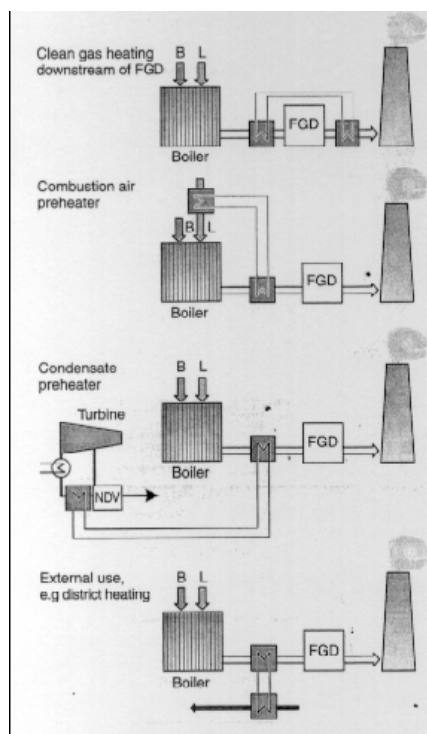 Clean gas heating
downstream of FGD
B L
FGD
Boiler
Combustion air
preheater
B L
FGD
Boiler
Condensate
preheater
B L
Turbine
FGD
Boiler
NDV
External use,
e.g district heating
B L
FGD
Boiler